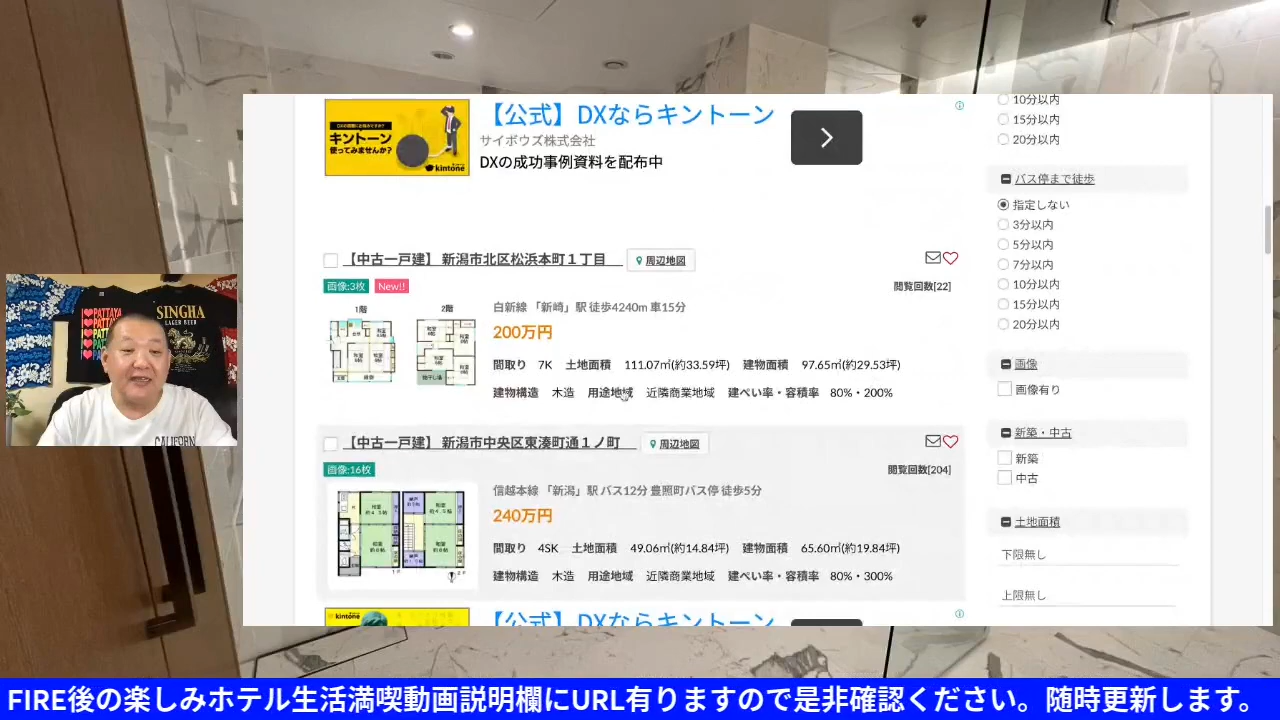 【公式】DXならキントーン
サイボウズ株式会社
DXの成功事例資料を配布中
キントーン
使ってみませんか?
kintone
10分以内
15分以内
20分以内
バス停まで徒歩
指定しない
3分以内
5分以内
7分以内
10分以内
15分以内
20分以内
画像
画像有り
新築・中古
新築
中古
土地面積
下限無し
上限無し
【中古一戸建】 新潟市北区松浜本町1丁目
周辺地図
画像:3枚 New!!
閲覧回数[22]
1階 2階
白新線 「新崎」駅 徒歩4240m 車15分
200万円
間取り 7K 土地面積 111.07㎡(約33.59坪) 建物面積 97.65㎡(約29.53坪)
建物構造 木造 用途地域 近隣商業地域 建ぺい率・容積率 80%・200%
【中古一戸建】 新潟市中央区東湊町通1ノ町
周辺地図
画像:16枚
閲覧回数[204]
信越本線 「新潟」駅 バス12分 豊照町バス停 徒歩5分
240万円
間取り 4SK 土地面積 49.06㎡(約14.84坪) 建物面積 65.60㎡(約19.84坪)
建物構造 木造 用途地域 近隣商業地域 建ぺい率・容積率 80%・300%
kintone
【公式】DXならキントーン
I♥PATTAYA
SINGHA
LAGER BEER
CALIFORN
FIRE後の楽しみホテル生活満喫動画説明欄にURL有りますので是非確認ください。随時更新します。